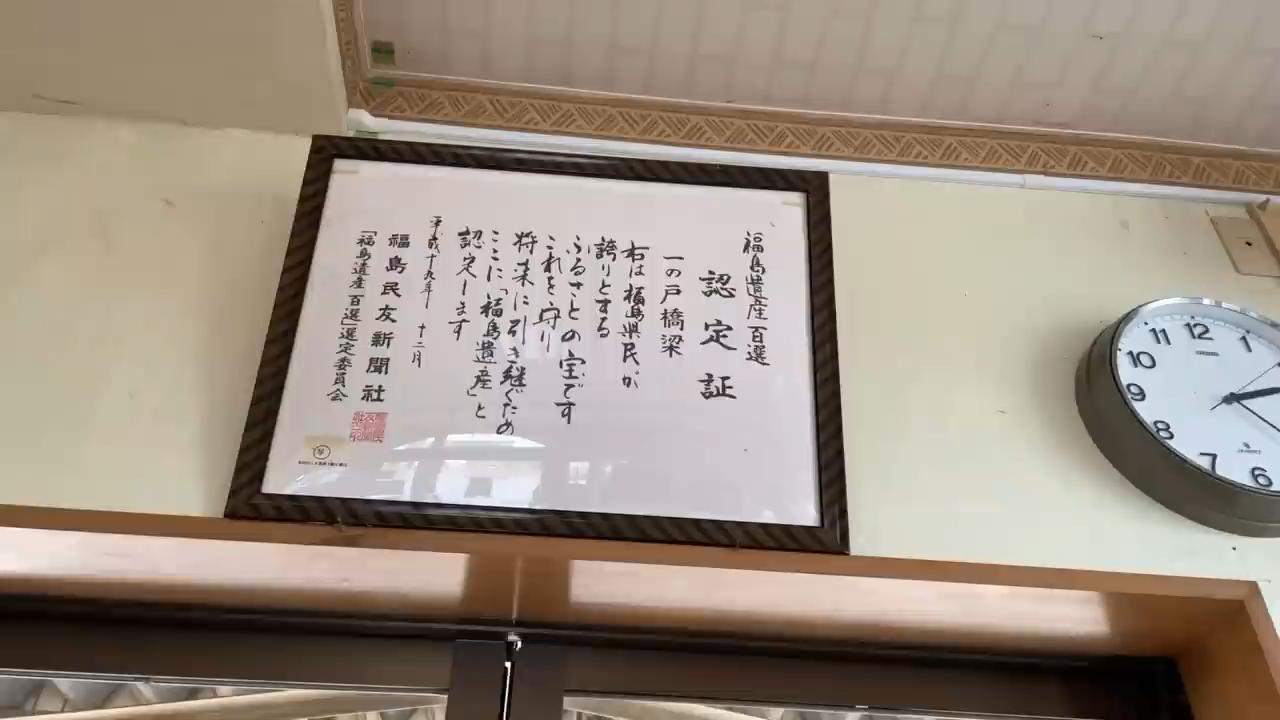 福島遺産百選
認定証
一の戸橋梁
右は福島県民が
誇りとする
ふるさとの宝です
これを守り
将来に引き継ぐため
ここに「福島遺産」と
認定します
平成十九年 十二月
福島民友新聞社
「福島遺産百選」選定委員会
12
1
11
10
9
8
7
6